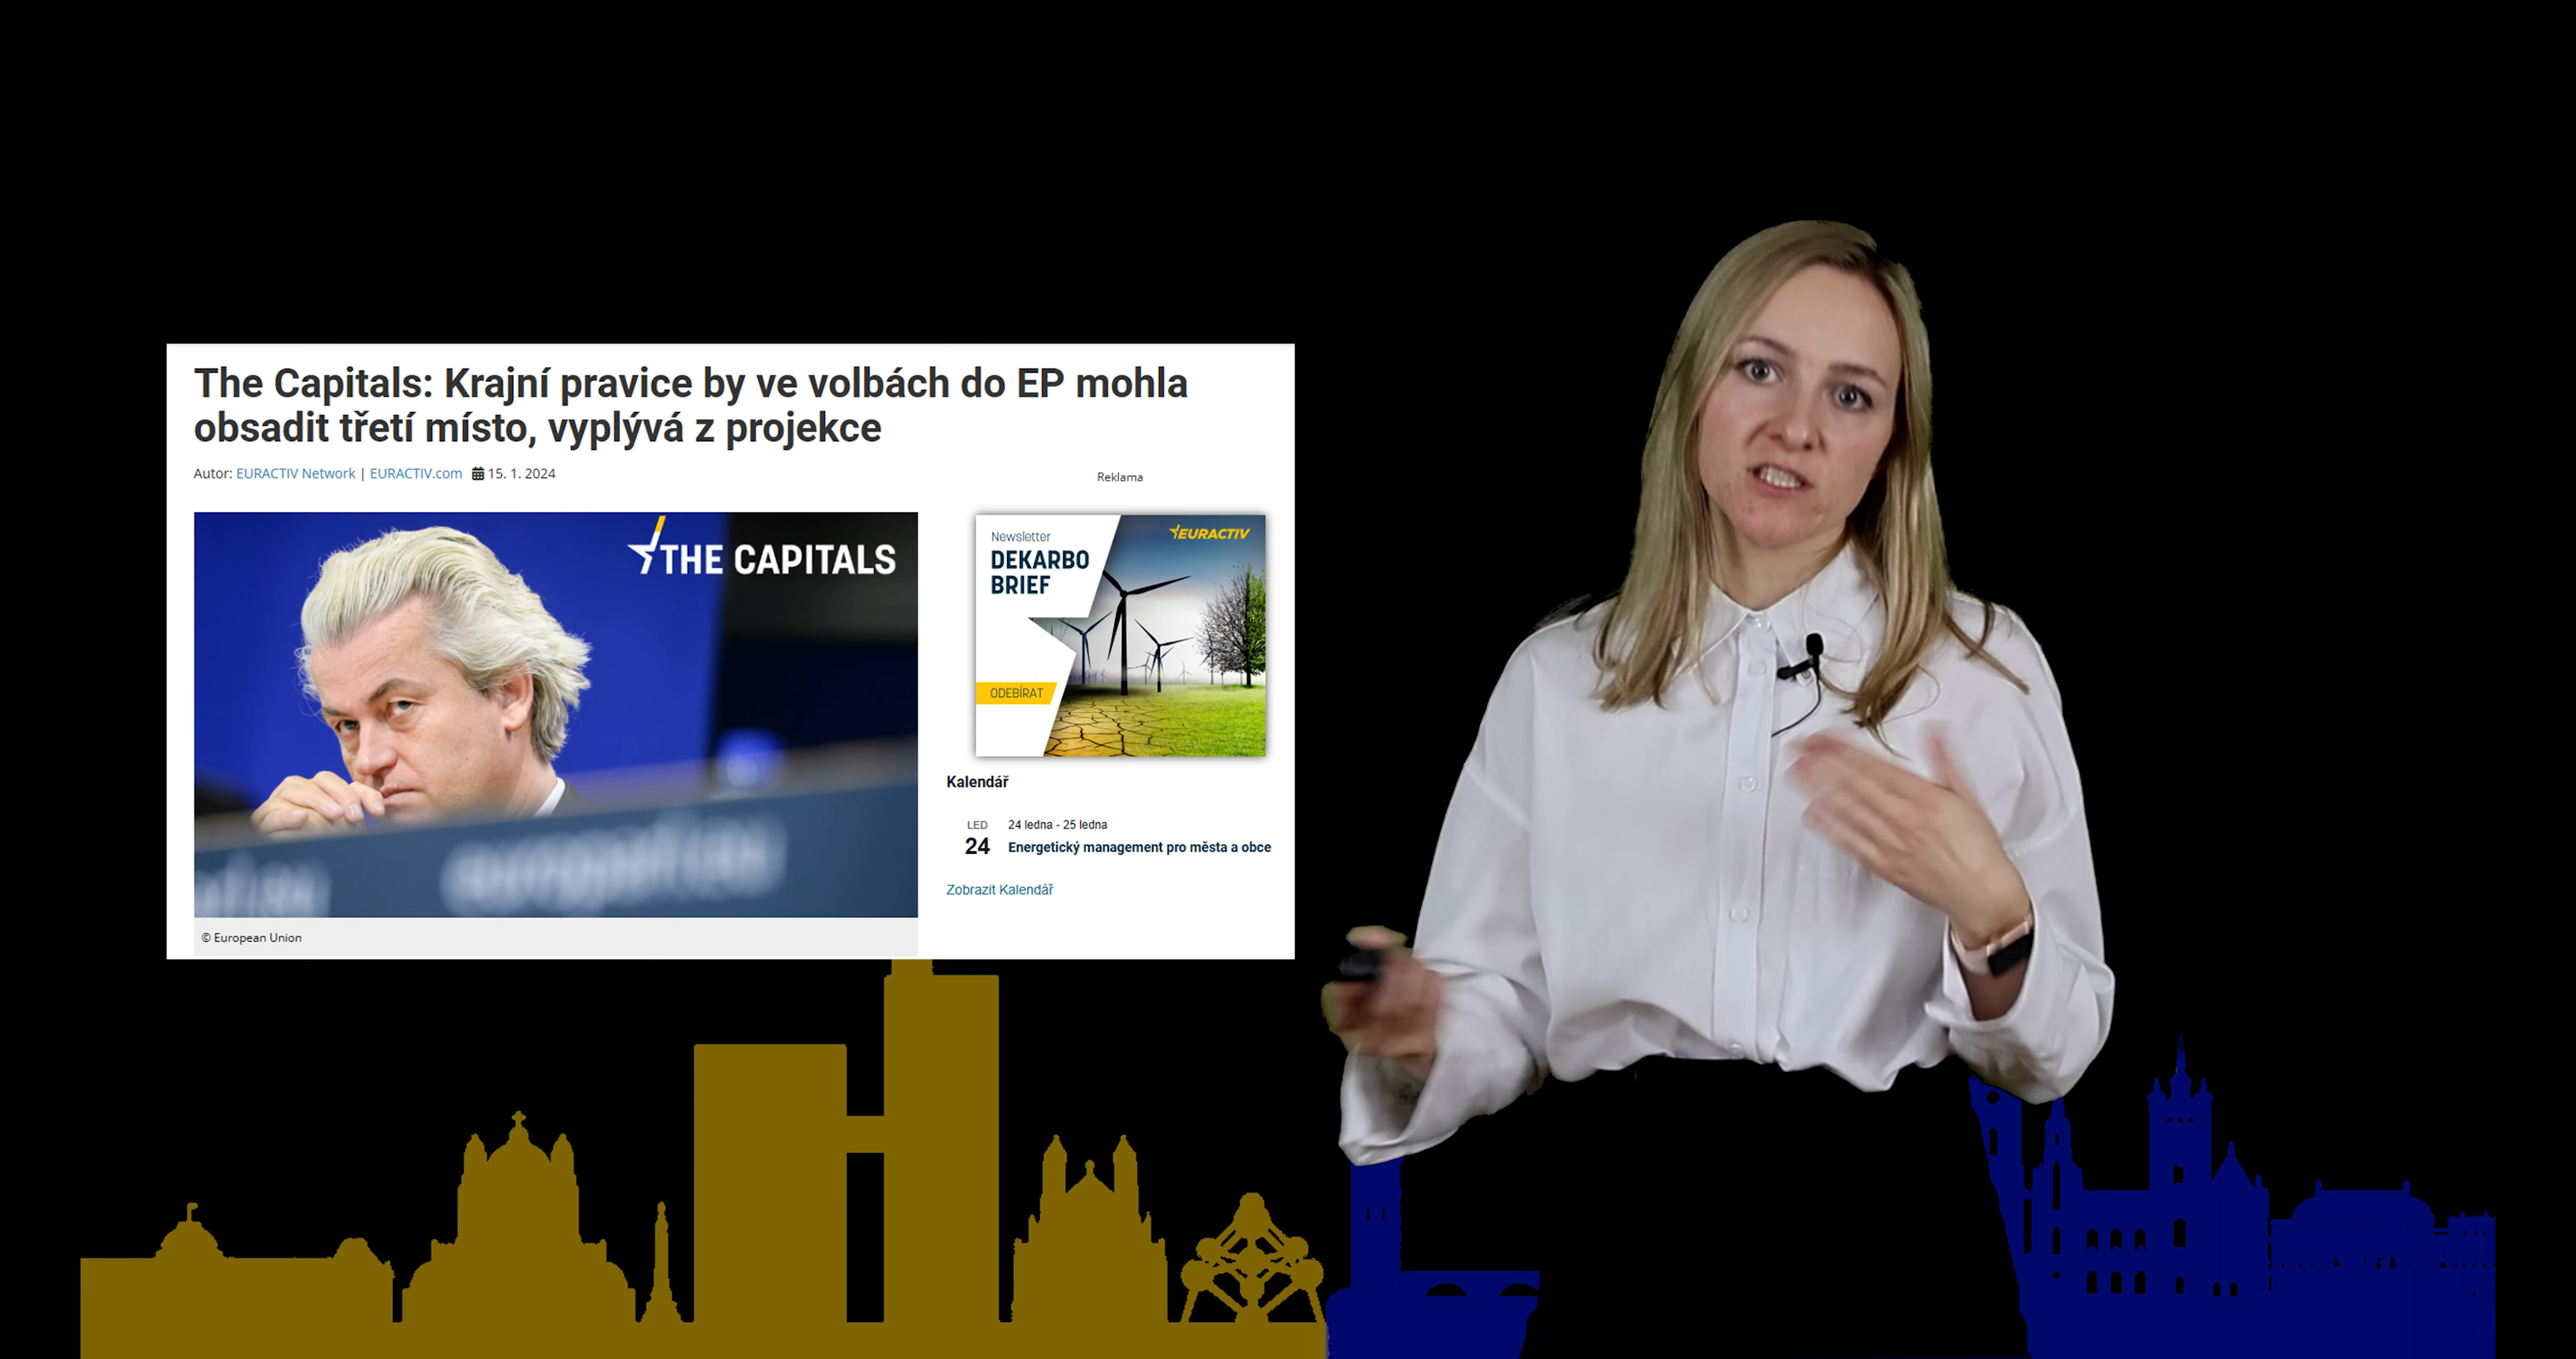 The Capitals: Krajní pravice by ve volbách do EP mohla
obsadit třetí místo, vyplývá z projekce
Autor: EURACTIV Network | EURACTIV.com 15. 1. 2024
Reklama
THE CAPITALS
EURACTIV
Newsletter
DEKARBO
BRIEF
ODEBÍRAT
Kalendář
LED
24
24 ledna - 25 ledna
Energetický management pro města a obce
Zobrazit Kalendář
© European Union